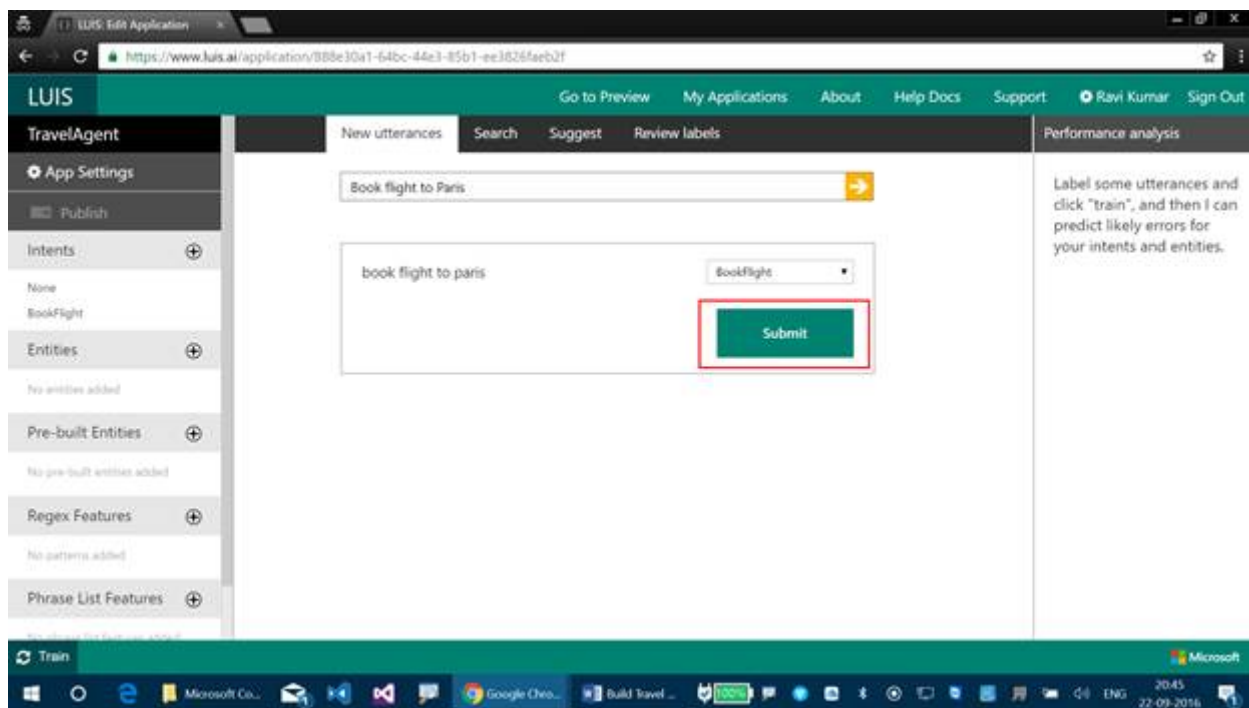 LUIS: Edit Application
https://www.luis.ai/application/888e30a1-64bc-44e3-85b1-ee3826faeb2f
LUIS
Go to Preview My Applications About Help Docs Support Ravi Kumar Sign Out
TravelAgent
New utterances Search Suggest Review labels
Performance analysis
App Settings
Publish
Book flight to Paris
Label some utterances and
click "train", and then I can
predict likely errors for
your intents and entities.
Intents
None
BookFlight
book flight to paris
BookFlight
Submit
Entities
No entities added
Pre-built Entities
No pre-built entities added
Regex Features
No patterns added
Phrase List Features
Train
Microsoft
Microsoft Co...
Google Chro...
Build Travel ...
100%
ENG
20:45
22-09-2016